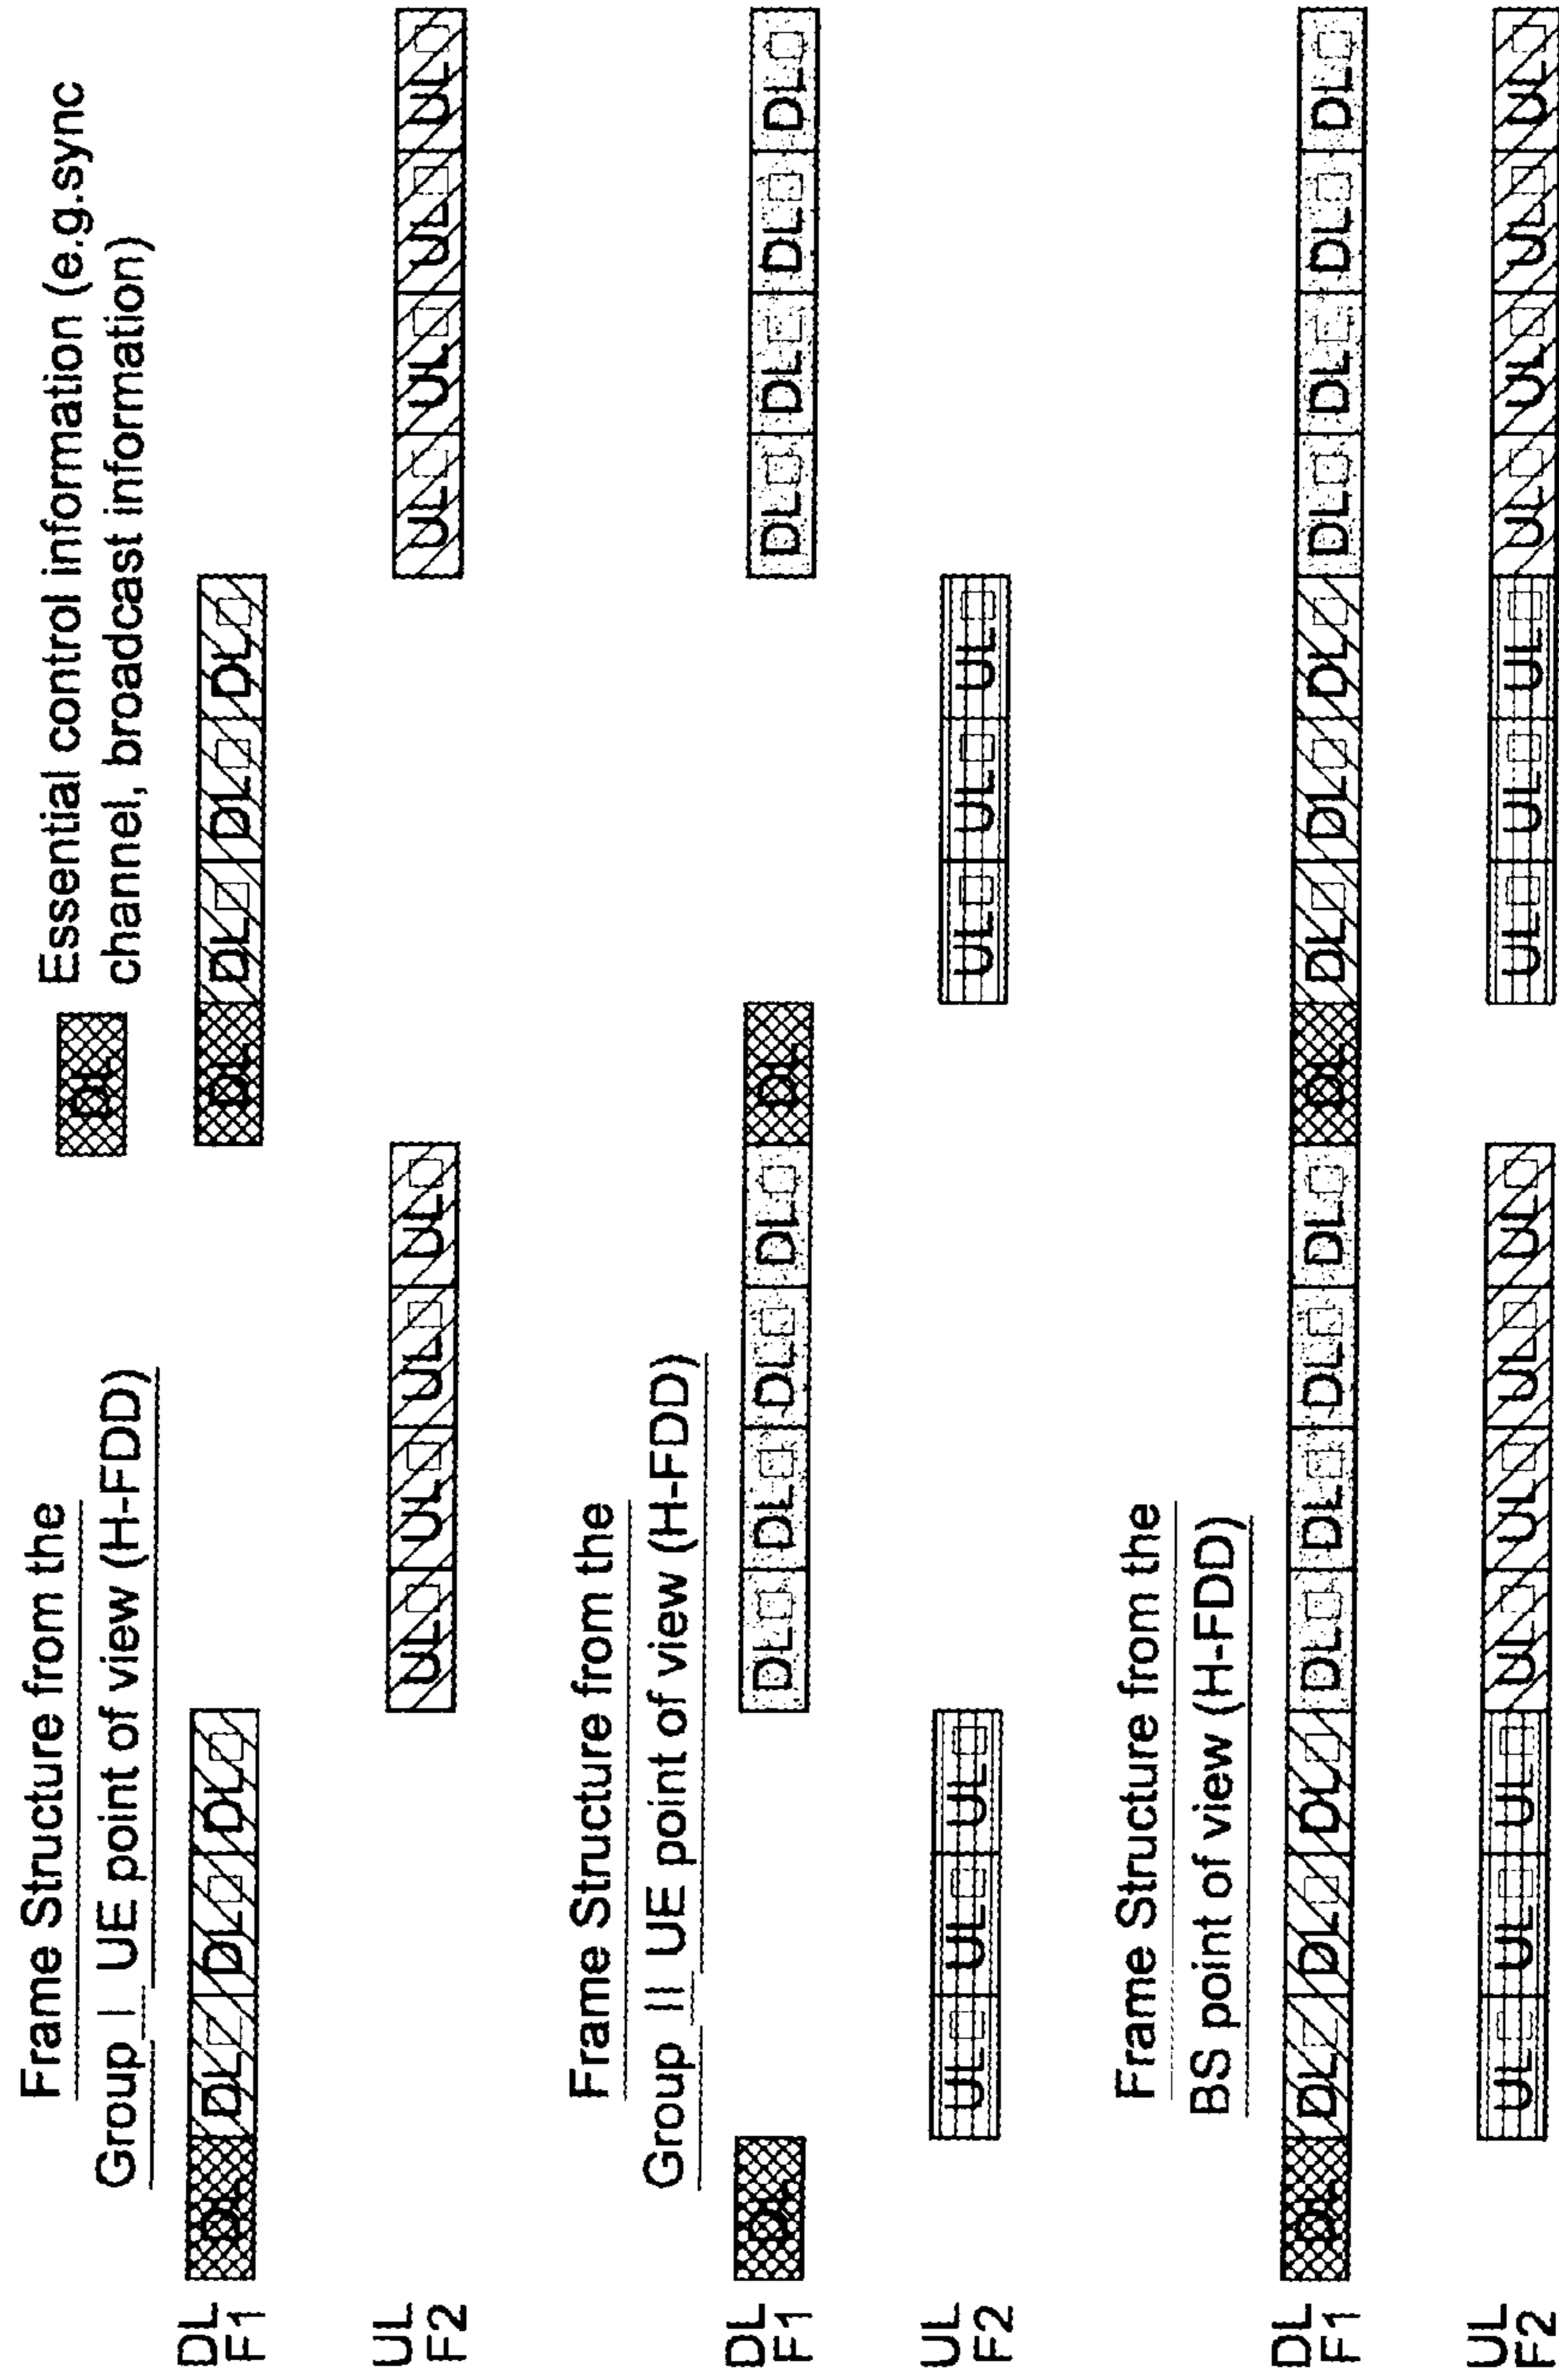 Frame Structure from the
Group I UE point of view (H-FDD)
DL
Essential control information (e.g.sync
channel, broadcast information)
DL
F1
DL DL DL DL DL DL DL DL
UL
F2
UL UL UL UL UL UL UL UL
Frame Structure from the
Group II UE point of view (H-FDD)
DL
F1
DL DL DL DL DL DL DL DL DL DL
UL
F2
UL UL UL UL UL UL
Frame Structure from the
BS point of view (H-FDD)
DL
F1
DL DL DL DL DL DL DL DL DL DL DL DL DL DL DL DL
UL
F2
UL UL UL UL UL UL UL UL UL UL UL UL UL UL